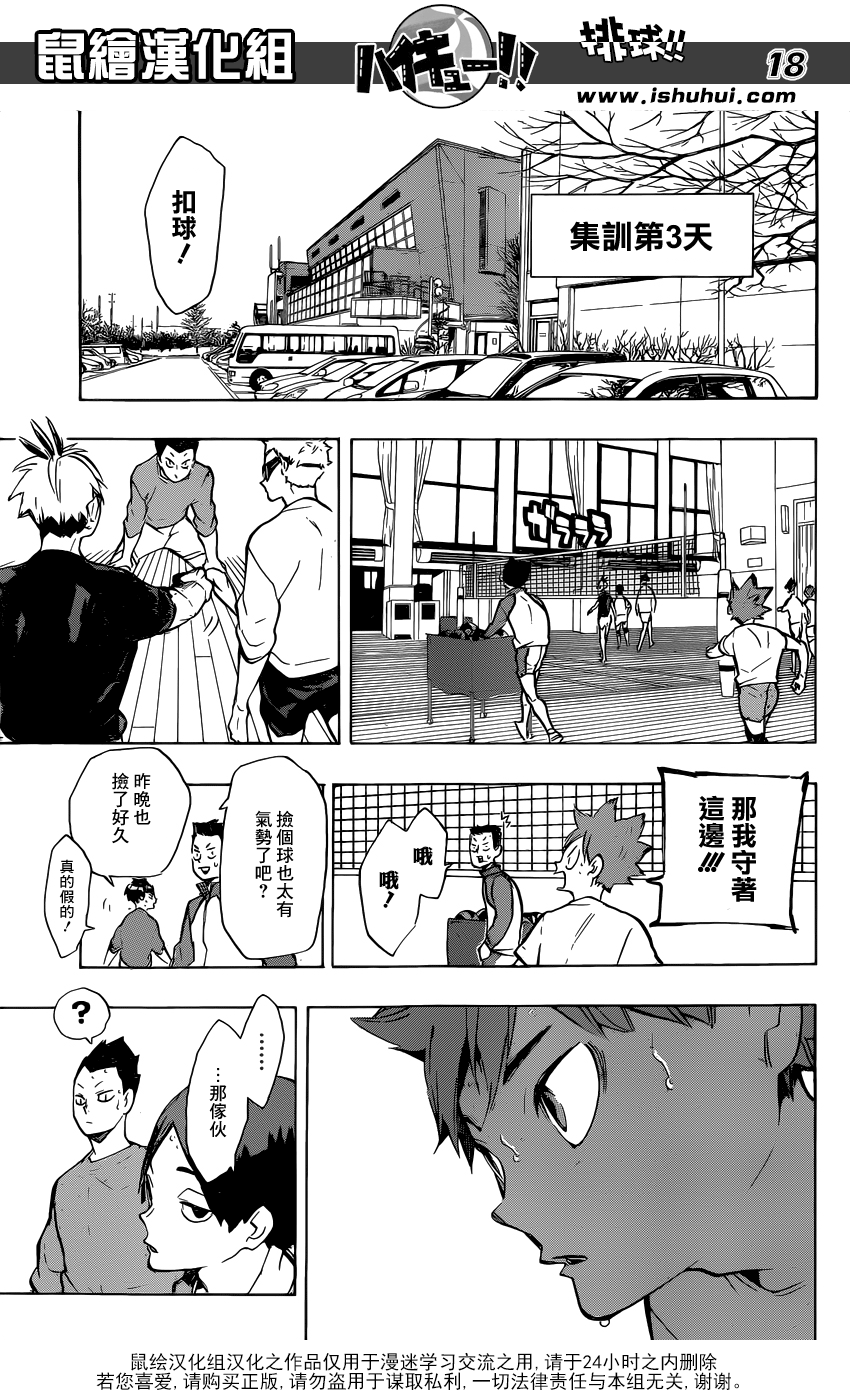 鼠繪漢化組
ハイキュー!!
排球!!
18
www.ishuhui.com
集訓第3天
扣球！
ガラララ
那我守著
這邊!!!
哦
哦！
撿個球也太有
氣勢了吧？
昨晚也
撿了好久
真的假的！
……
…那傢伙
?
鼠绘汉化组汉化之作品仅用于漫迷学习交流之用, 请于24小时之内删除
若您喜爱, 请购买正版, 请勿盗用于谋取私利, 一切法律责任与本组无关, 谢谢.